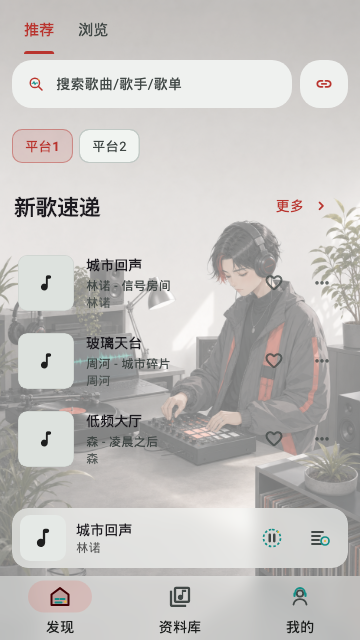 推荐 浏览
搜索歌曲/歌手/歌单
平台1 平台2
新歌速递 更多
城市回声
林诺 - 信号房间
林诺
玻璃天台
周河 - 城市碎片
周河
低频大厅
森 - 凌晨之后
森
城市回声
林诺
发现 资料库 我的